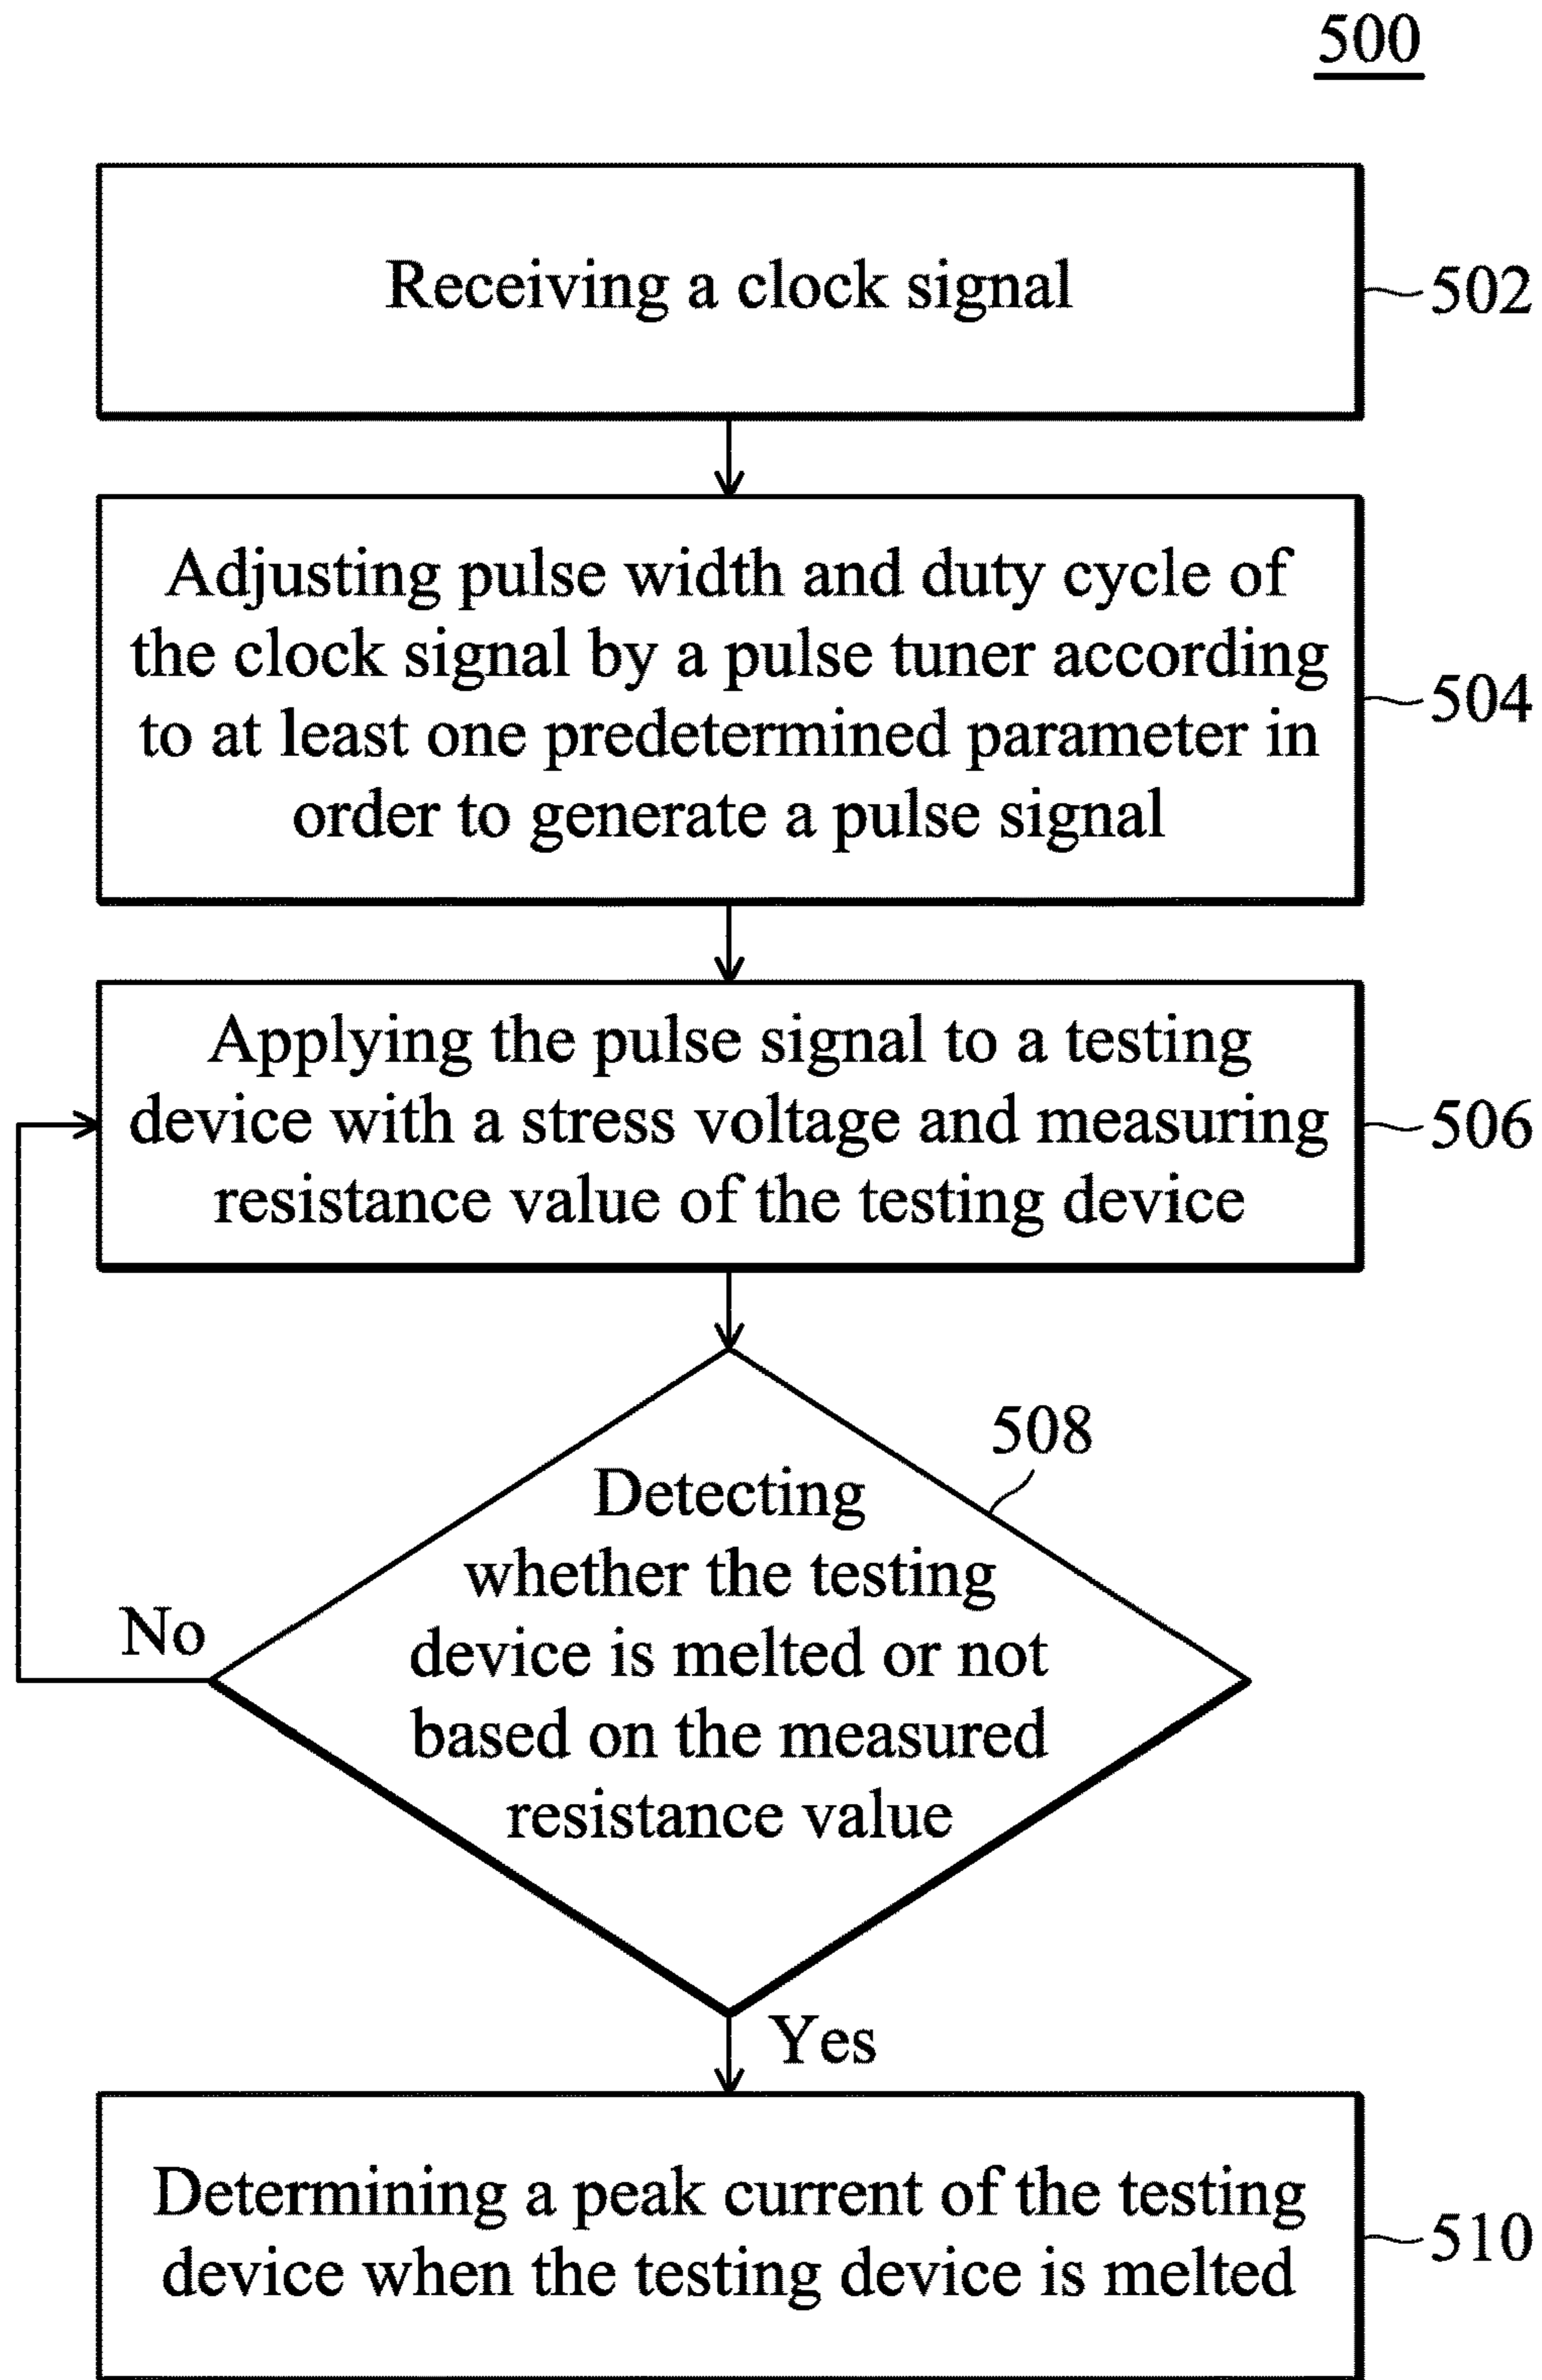 500
Receiving a clock signal
502
Adjusting pulse width and duty cycle of
the clock signal by a pulse tuner according
to at least one predetermined parameter in
order to generate a pulse signal
504
Applying the pulse signal to a testing
device with a stress voltage and measuring
resistance value of the testing device
506
508
Detecting
whether the testing
device is melted or not
based on the measured
resistance value
No
Yes
Determining a peak current of the testing
device when the testing device is melted
510